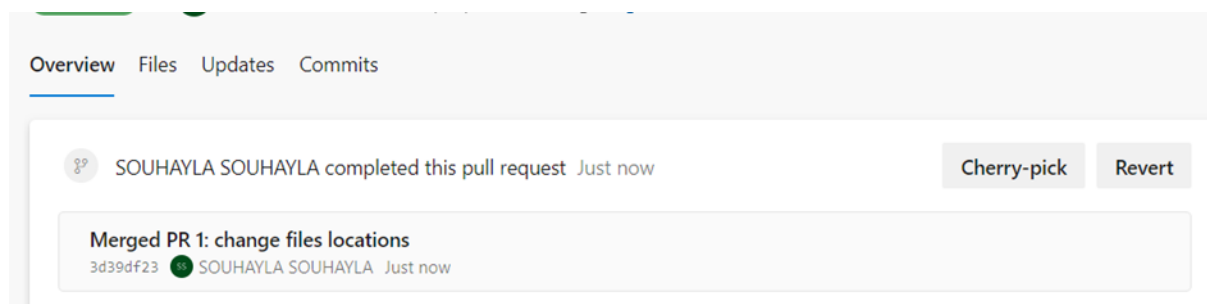 Overview Files Updates Commits
SOUHAYLA SOUHAYLA completed this pull request Just now Cherry-pick Revert
Merged PR 1: change files locations
3d39df23 SS SOUHAYLA SOUHAYLA Just now